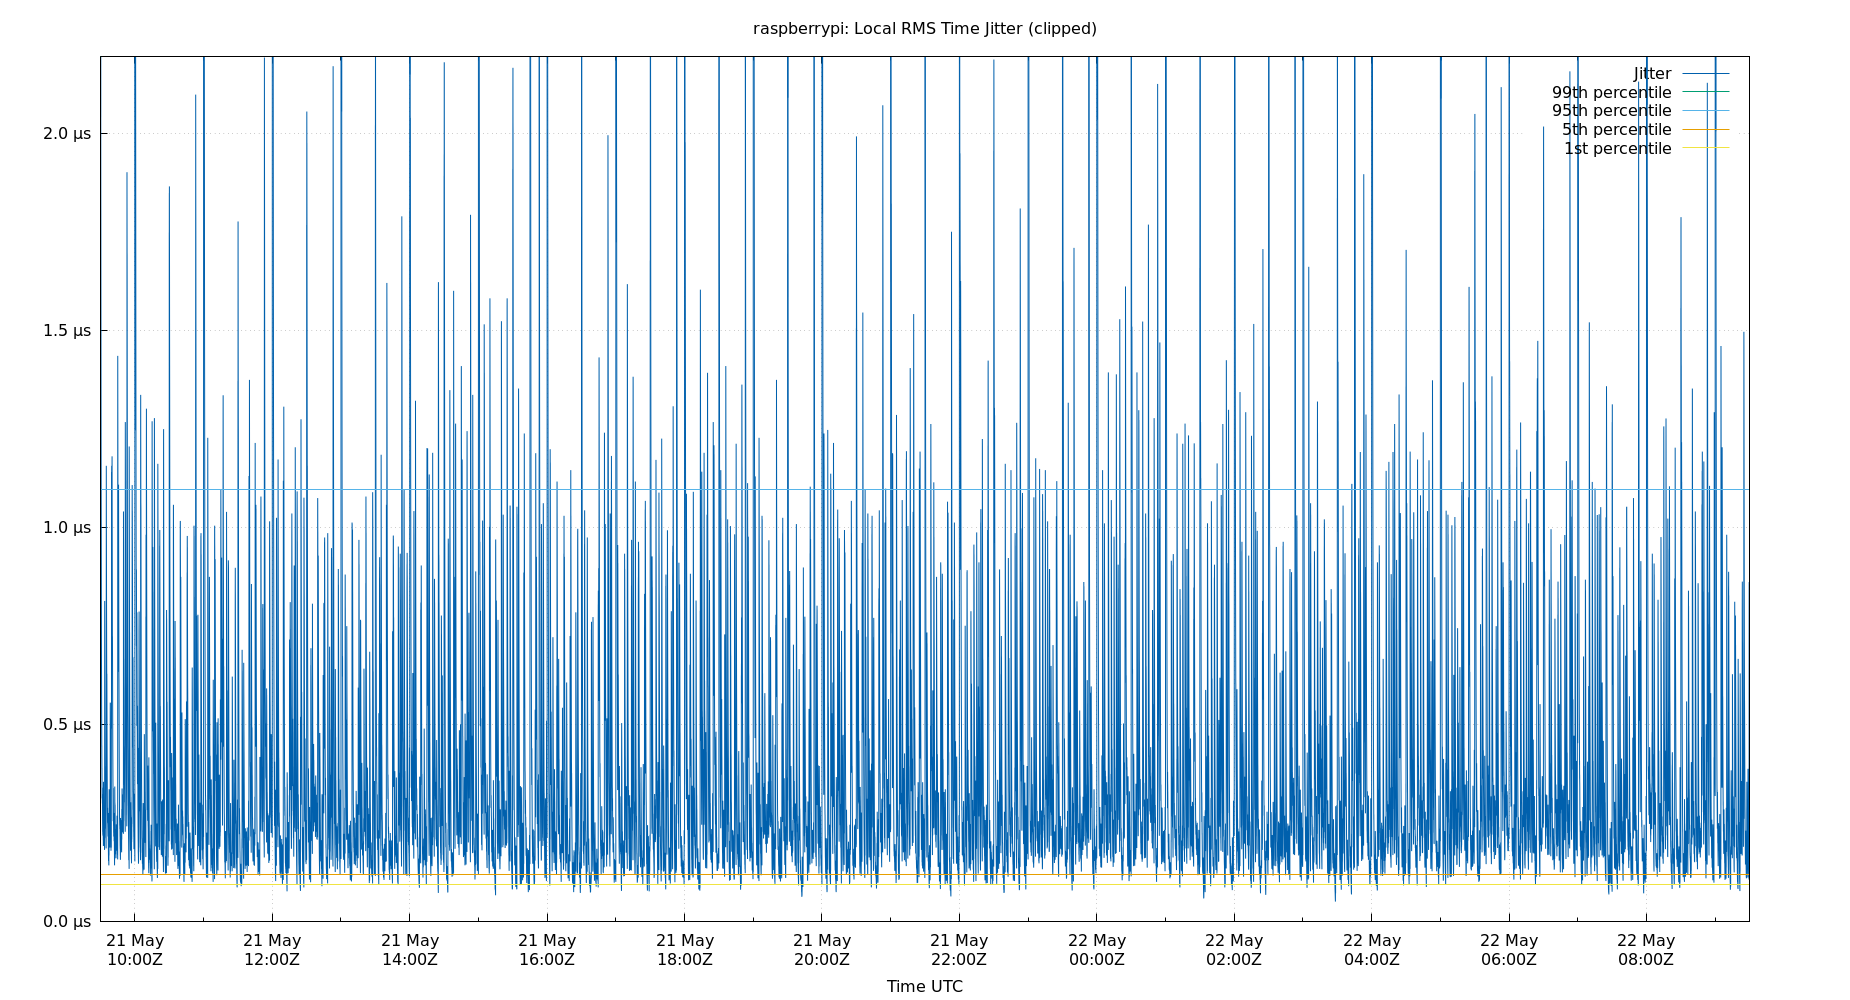 raspberrypi: Local RMS Time Jitter (clipped)
Jitter
99th percentile
95th percentile
5th percentile
1st percentile
2.0 µs
1.5 µs
1.0 µs
0.5 µs
0.0 µs
21 May 21 May 21 May 21 May 21 May 21 May 21 May 22 May 22 May 22 May 22 May 22 May
10:00Z 12:00Z 14:00Z 16:00Z 18:00Z 20:00Z 22:00Z 00:00Z 02:00Z 04:00Z 06:00Z 08:00Z
Time UTC